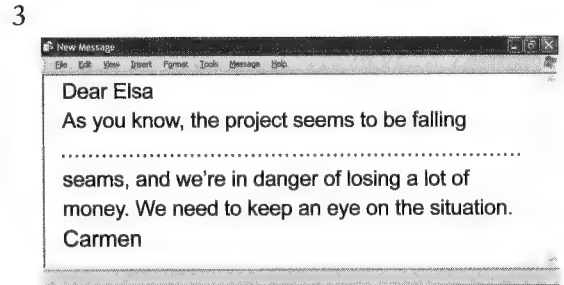 3
New Message
File Edit View Insert Format Tools Message Help
Dear Elsa
As you know, the project seems to be falling
....................................................................
seams, and we're in danger of losing a lot of
money. We need to keep an eye on the situation.
Carmen